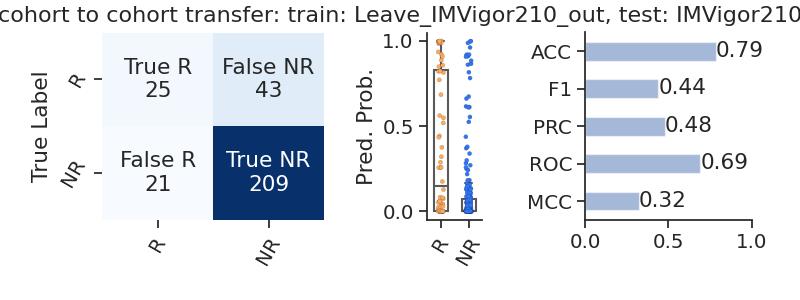 cohort to cohort transfer: train: Leave_IMVigor210_out, test: IMVigor210
True Label
R
NR
True R
25
False NR
43
False R
21
True NR
209
R
NR
Pred. Prob.
1.0
0.5
0.0
R
NR
ACC
0.79
F1
0.44
PRC
0.48
ROC
0.69
MCC
0.32
0.0
0.5
1.0